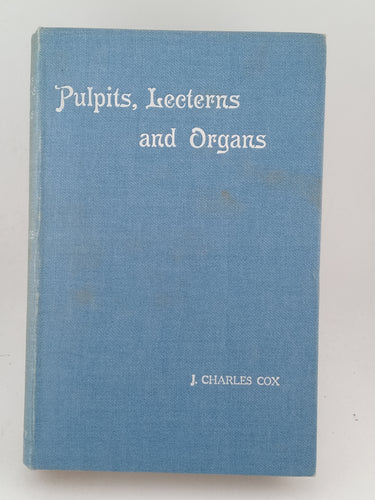 Pulpits, Lecterns
and Organs
J. CHARLES COX